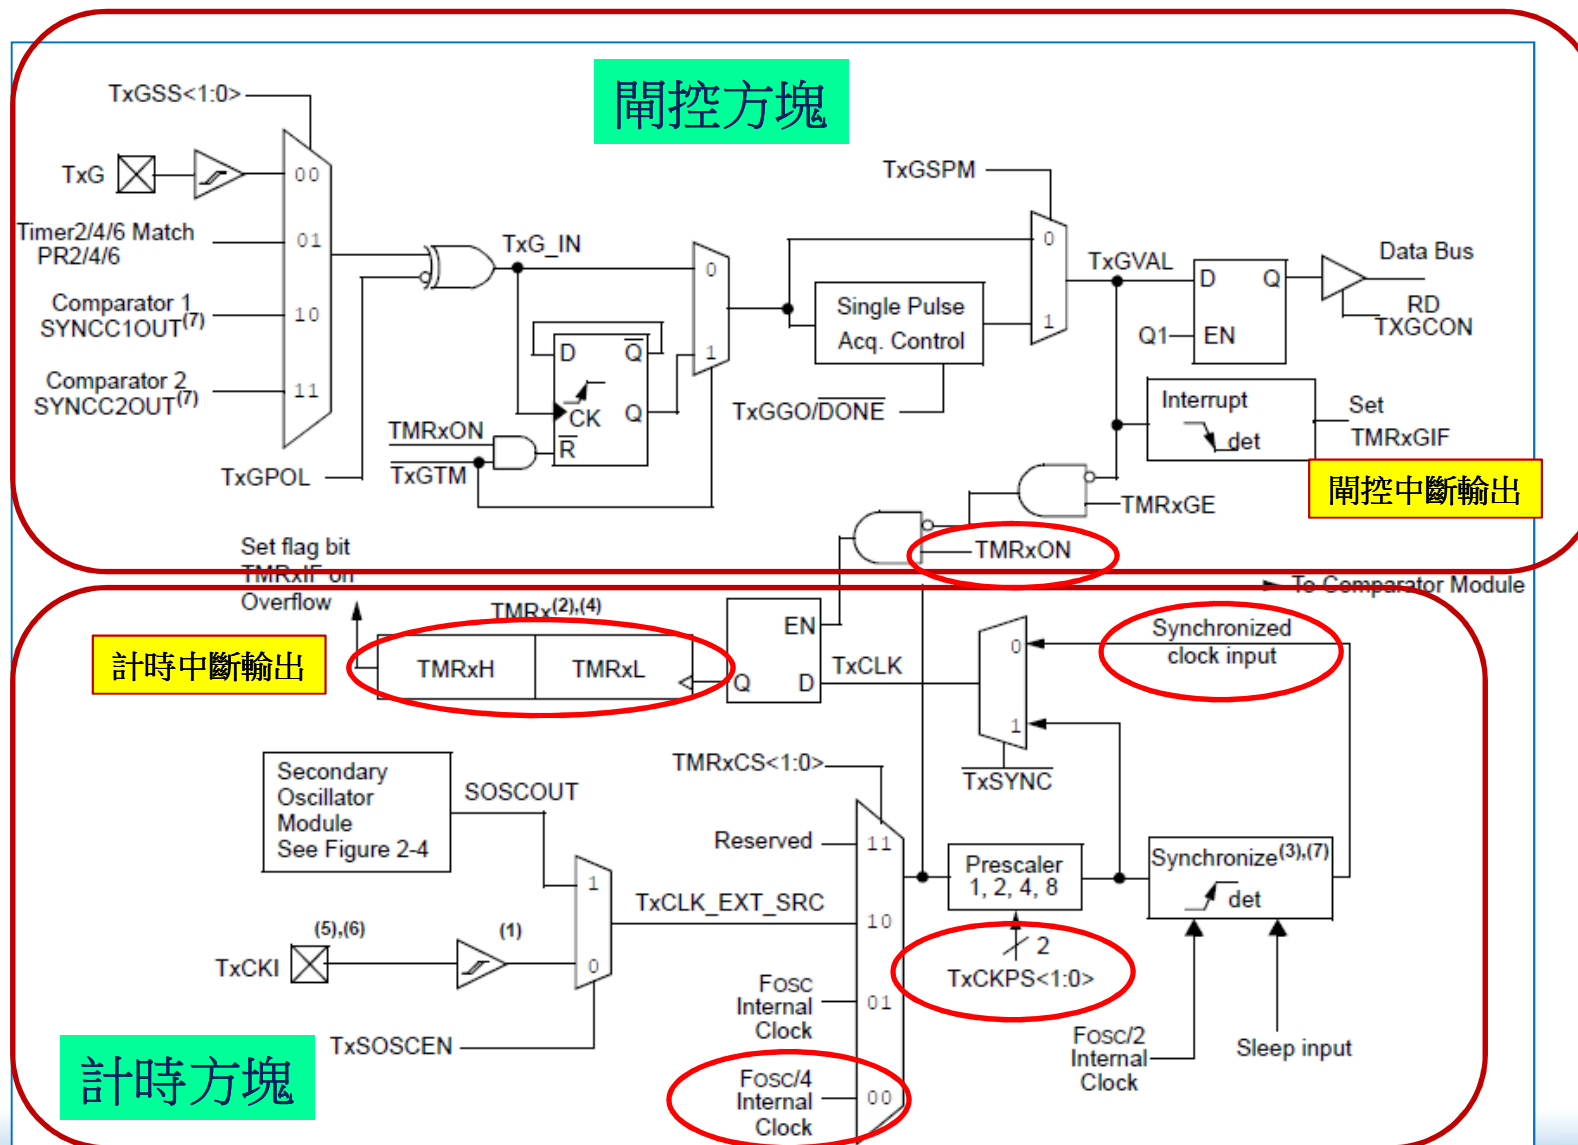 閘控方塊
TxGSS<1:0>
TxG
00
Timer2/4/6 Match
PR2/4/6
01
Comparator 1
SYNCC1OUT(7)
10
Comparator 2
SYNCC2OUT(7)
11
TxGPOL
TxG_IN
D
Q
CK
Q
R
TMRxON
TxGTM
0
1
Single Pulse
Acq. Control
TxGGO/DONE
TxGSPM
0
1
TxGVAL
D
Q
Q1
EN
Data Bus
RD
TXGCON
Interrupt
det
Set
TMRxGIF
閘控中斷輸出
TMRxGE
TMRxON
Set flag bit
TMRxIF on
Overflow
To Comparator Module
計時中斷輸出
TMRx(2),(4)
TMRxH
TMRxL
EN
Q
D
TxCLK
0
1
TxSYNC
Synchronized
clock input
Secondary
Oscillator
Module
See Figure 2-4
SOSCOUT
1
0
TxCLK_EXT_SRC
(5),(6)
(1)
TxCKI
TxSOSCEN
TMRxCS<1:0>
Reserved
11
10
FOSC
Internal
Clock
01
FOSC/4
Internal
Clock
00
Prescaler
1, 2, 4, 8
2
TxCKPS<1:0>
Synchronize(3),(7)
det
FOSC/2
Internal
Clock
Sleep input
計時方塊